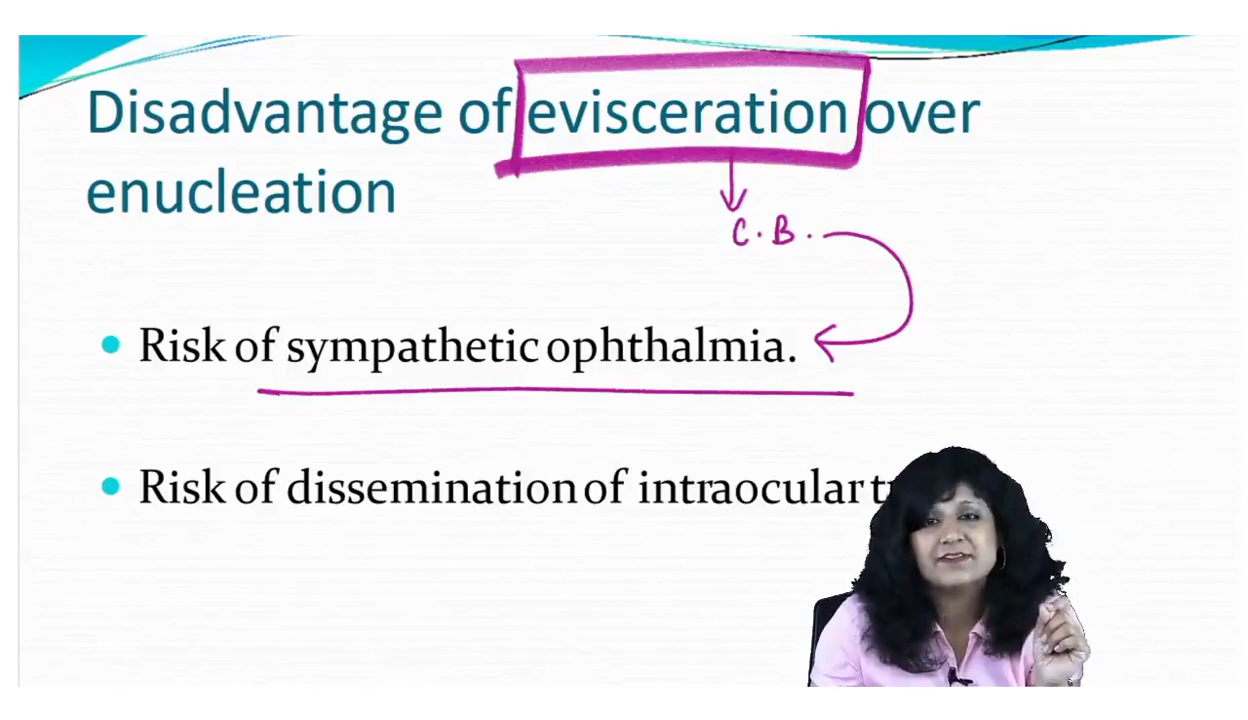 Disadvantage of evisceration over
enucleation
C.B.
Risk of sympathetic ophthalmia.
Risk of dissemination of intraocular